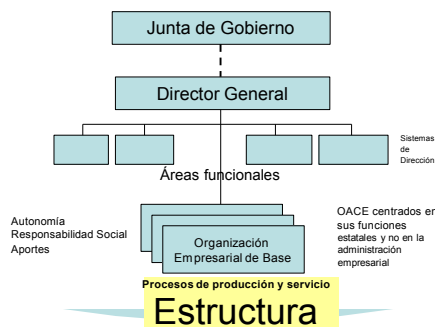 Junta de Gobierno
Director General
Sistemas
de
Dirección
Áreas funcionales
Autonomía
Responsabilidad Social
Aportes
Organización
Empresarial de Base
OACE centrados en
sus funciones
estatales y no en la
administración
empresarial
Procesos de producción y servicio
Estructura